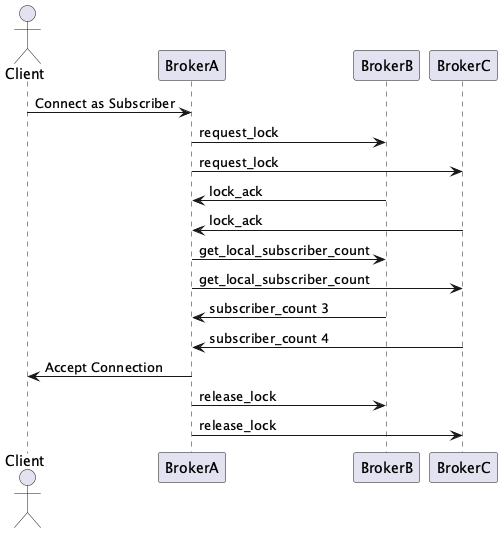 Client
BrokerA
BrokerB
BrokerC
Connect as Subscriber
request_lock
request_lock
lock_ack
lock_ack
get_local_subscriber_count
get_local_subscriber_count
subscriber_count 3
subscriber_count 4
Accept Connection
release_lock
release_lock
Client
BrokerA
BrokerB
BrokerC